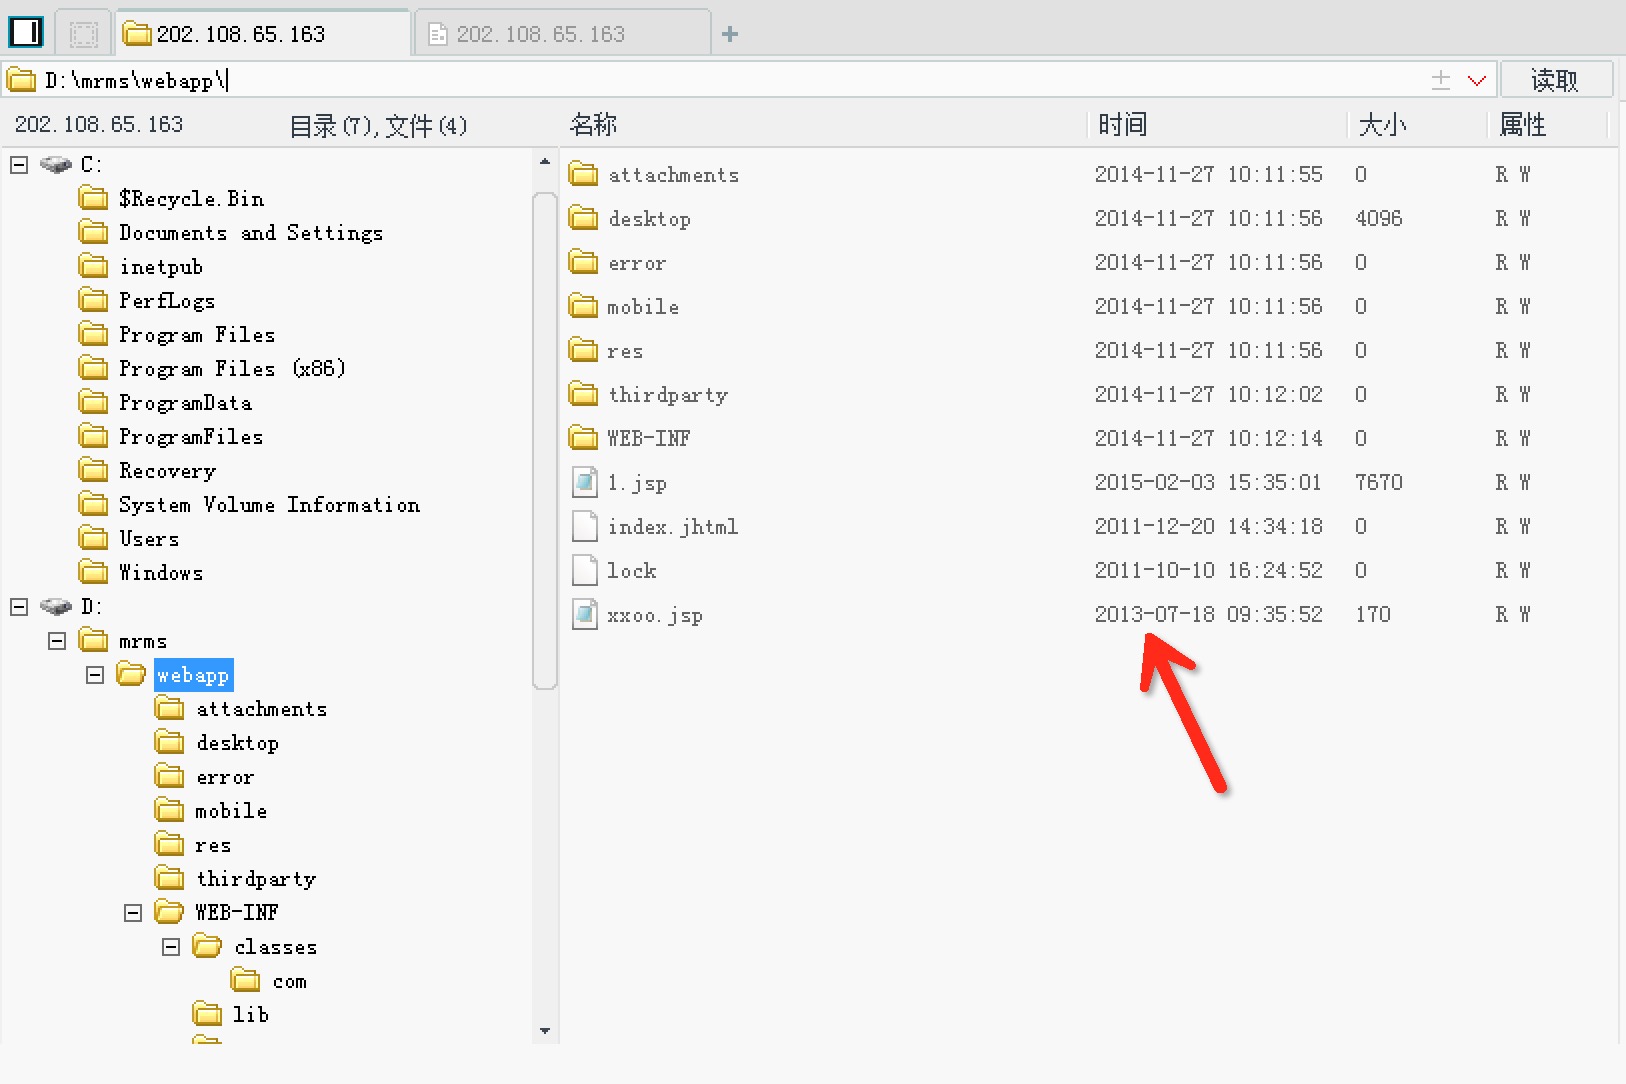 202.108.65.163 202.108.65.163 +
D:\mrms\webapp\ 读取
202.108.65.163 目录(7),文件(4)
C:
$Recycle.Bin
Documents and Settings
inetpub
PerfLogs
Program Files
Program Files (x86)
ProgramData
ProgramFiles
Recovery
System Volume Information
Users
Windows
D:
mrms
webapp
attachments
desktop
error
mobile
res
thirdparty
WEB-INF
classes
com
lib
名称 时间 大小 属性
attachments 2014-11-27 10:11:55 0 R W
desktop 2014-11-27 10:11:56 4096 R W
error 2014-11-27 10:11:56 0 R W
mobile 2014-11-27 10:11:56 0 R W
res 2014-11-27 10:11:56 0 R W
thirdparty 2014-11-27 10:12:02 0 R W
WEB-INF 2014-11-27 10:12:14 0 R W
1.jsp 2015-02-03 15:35:01 7670 R W
index.jhtml 2011-12-20 14:34:18 0 R W
lock 2011-10-10 16:24:52 0 R W
xxoo.jsp 2013-07-18 09:35:52 170 R W